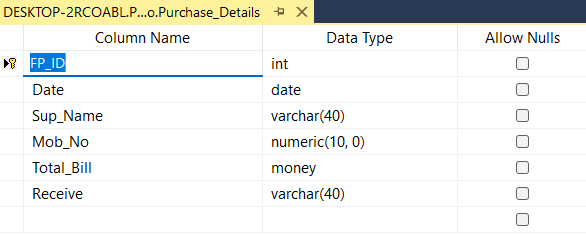 DESKTOP-2RCOABL.P...o.Purchase_Details
Column Name Data Type Allow Nulls
FP_ID int
Date date
Sup_Name varchar(40)
Mob_No numeric(10, 0)
Total_Bill money
Receive varchar(40)